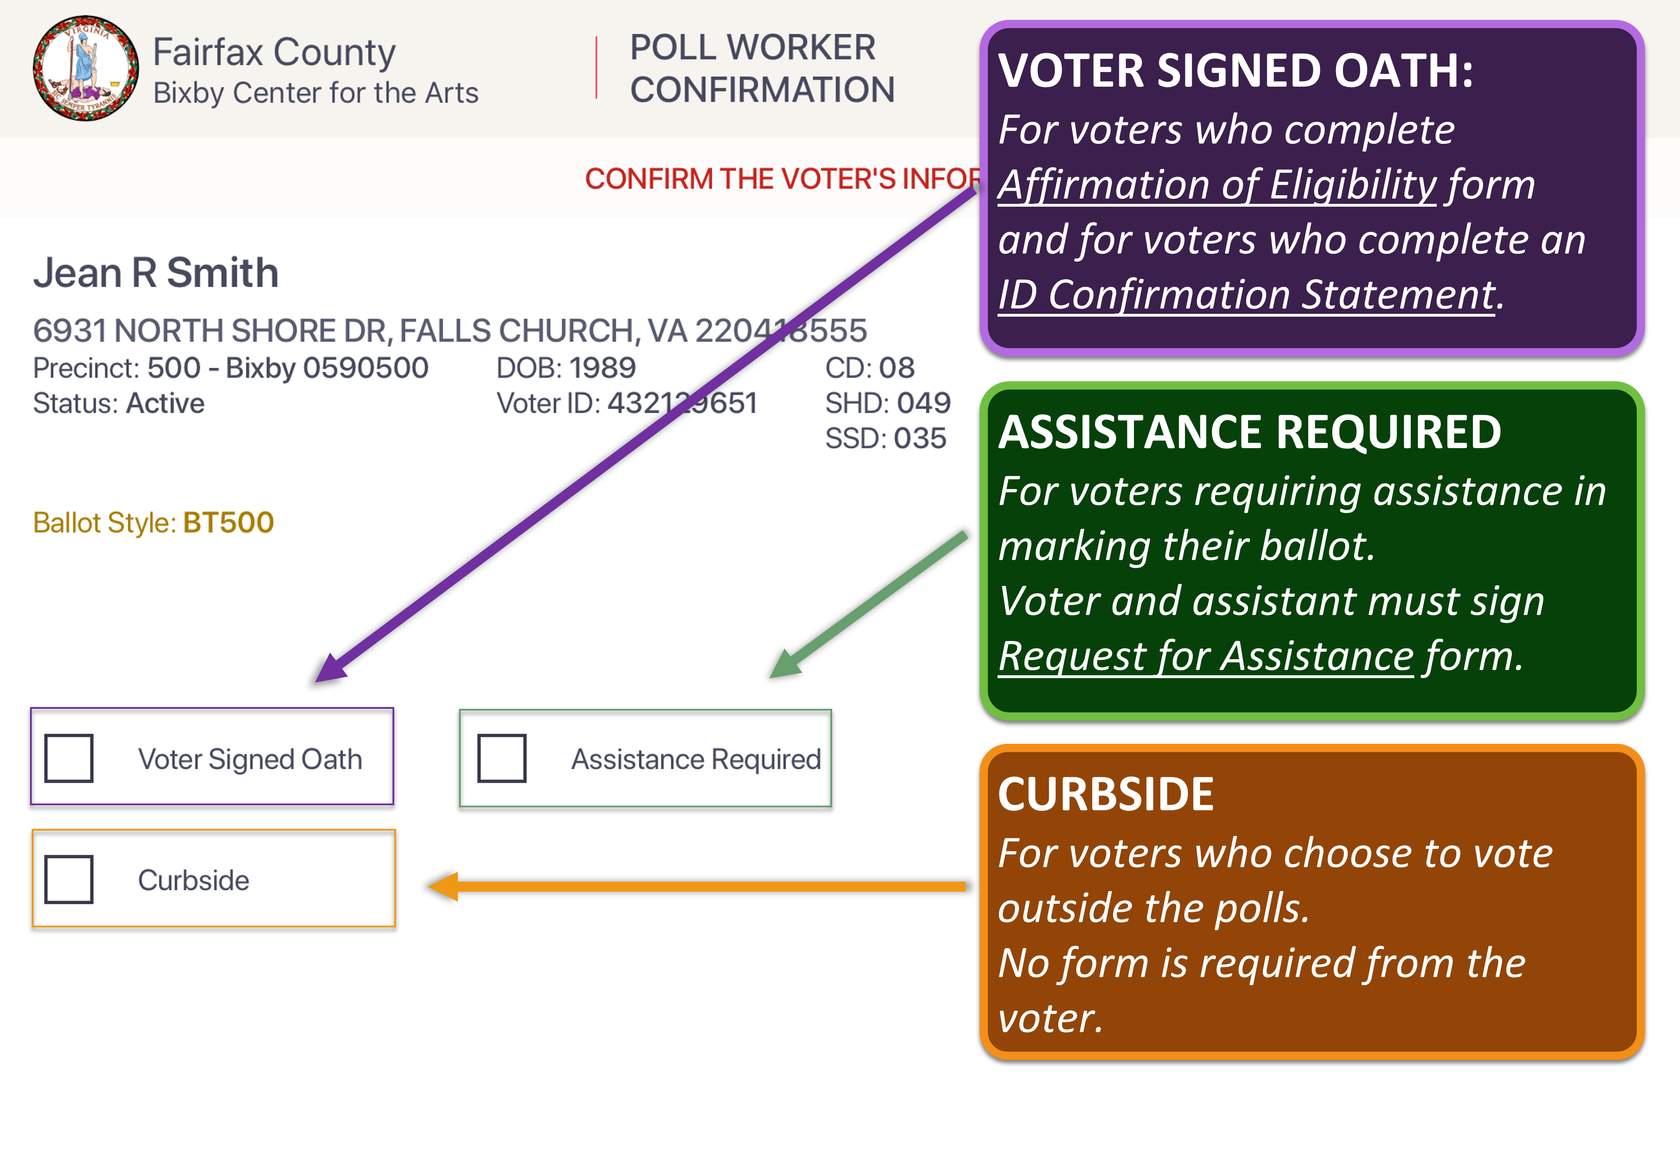 Fairfax County
Bixby Center for the Arts
POLL WORKER
CONFIRMATION
CONFIRM THE VOTER'S
Jean R Smith
6931 NORTH SHORE DR, FALLS CHURCH, VA 220418555
Precinct: 500 - Bixby 0590500
DOB: 1989
CD: 08
Status: Active
Voter ID: 432129651
SHD: 049
SSD: 035
Ballot Style: BT500
Voter Signed Oath
Assistance Required
Curbside
VOTER SIGNED OATH:
For voters who complete
Affirmation of Eligibility form
and for voters who complete an
ID Confirmation Statement.
ASSISTANCE REQUIRED
For voters requiring assistance in
marking their ballot.
Voter and assistant must sign
Request for Assistance form.
CURBSIDE
For voters who choose to vote
outside the polls.
No form is required from the
voter.